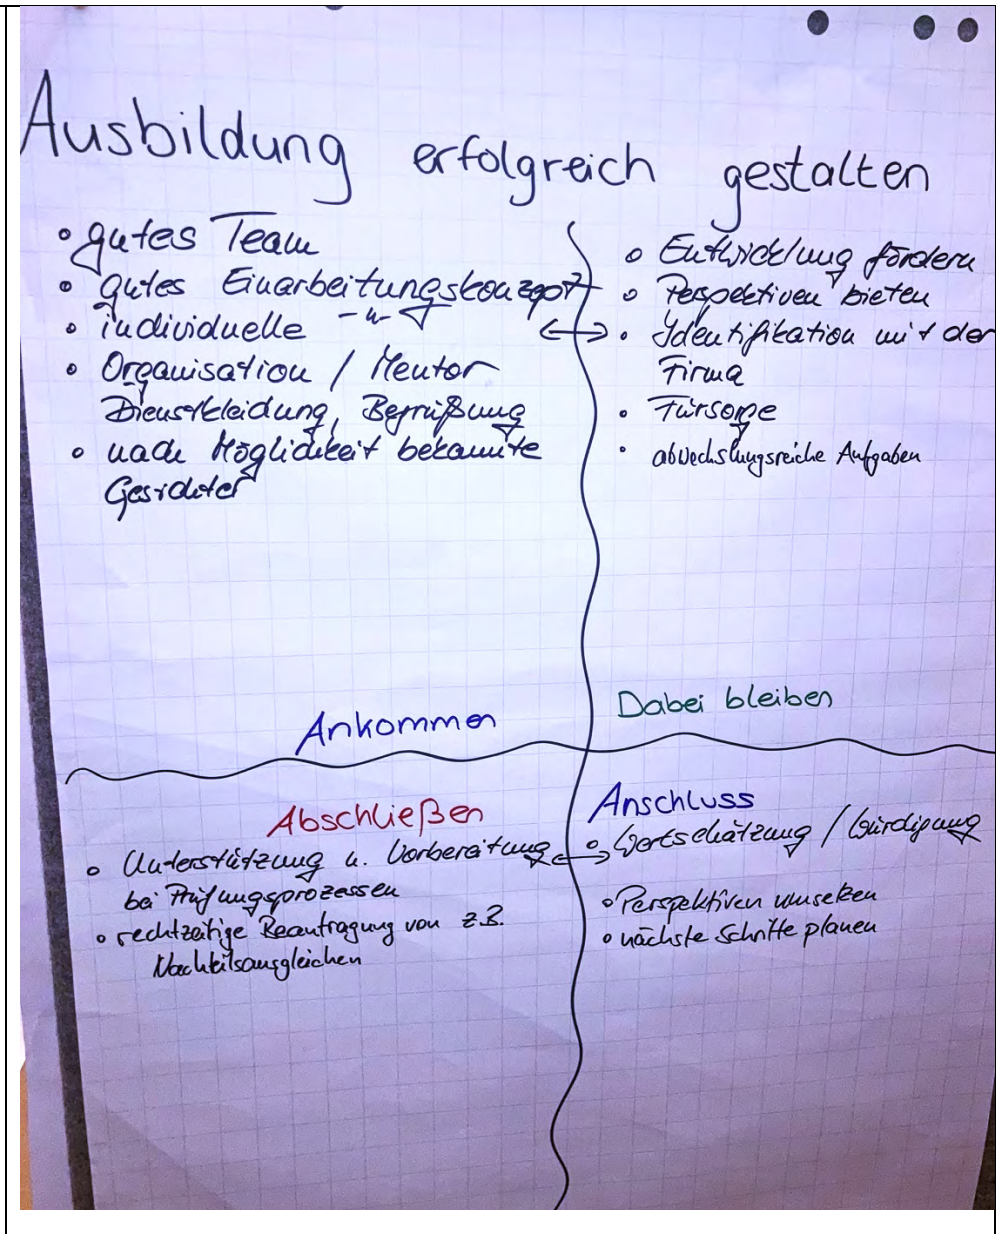 Ausbildung erfolgreich gestalten
• gutes Team
• gutes Einarbeitungskonzept
• individuelle -"-
• Organisation / Mentor
Dienstkleidung, Begrüßung
• nach Möglichkeit bekannte
Gesichter
Ankommen
• Entwicklung fördern
• Perspektiven bieten
• Identifikation mit der
Firma
• Fürsorge
• abwechslungsreiche Aufgaben
Dabei bleiben
Abschließen
• Unterstützung u. Vorbereitung
bei Prüfungsprozessen
• rechtzeitige Beantragung von z.B.
Nachteilsausgleichen
Anschluss
• Wertschätzung / Würdigung
• Perspektiven umsetzen
• nächste Schritte planen